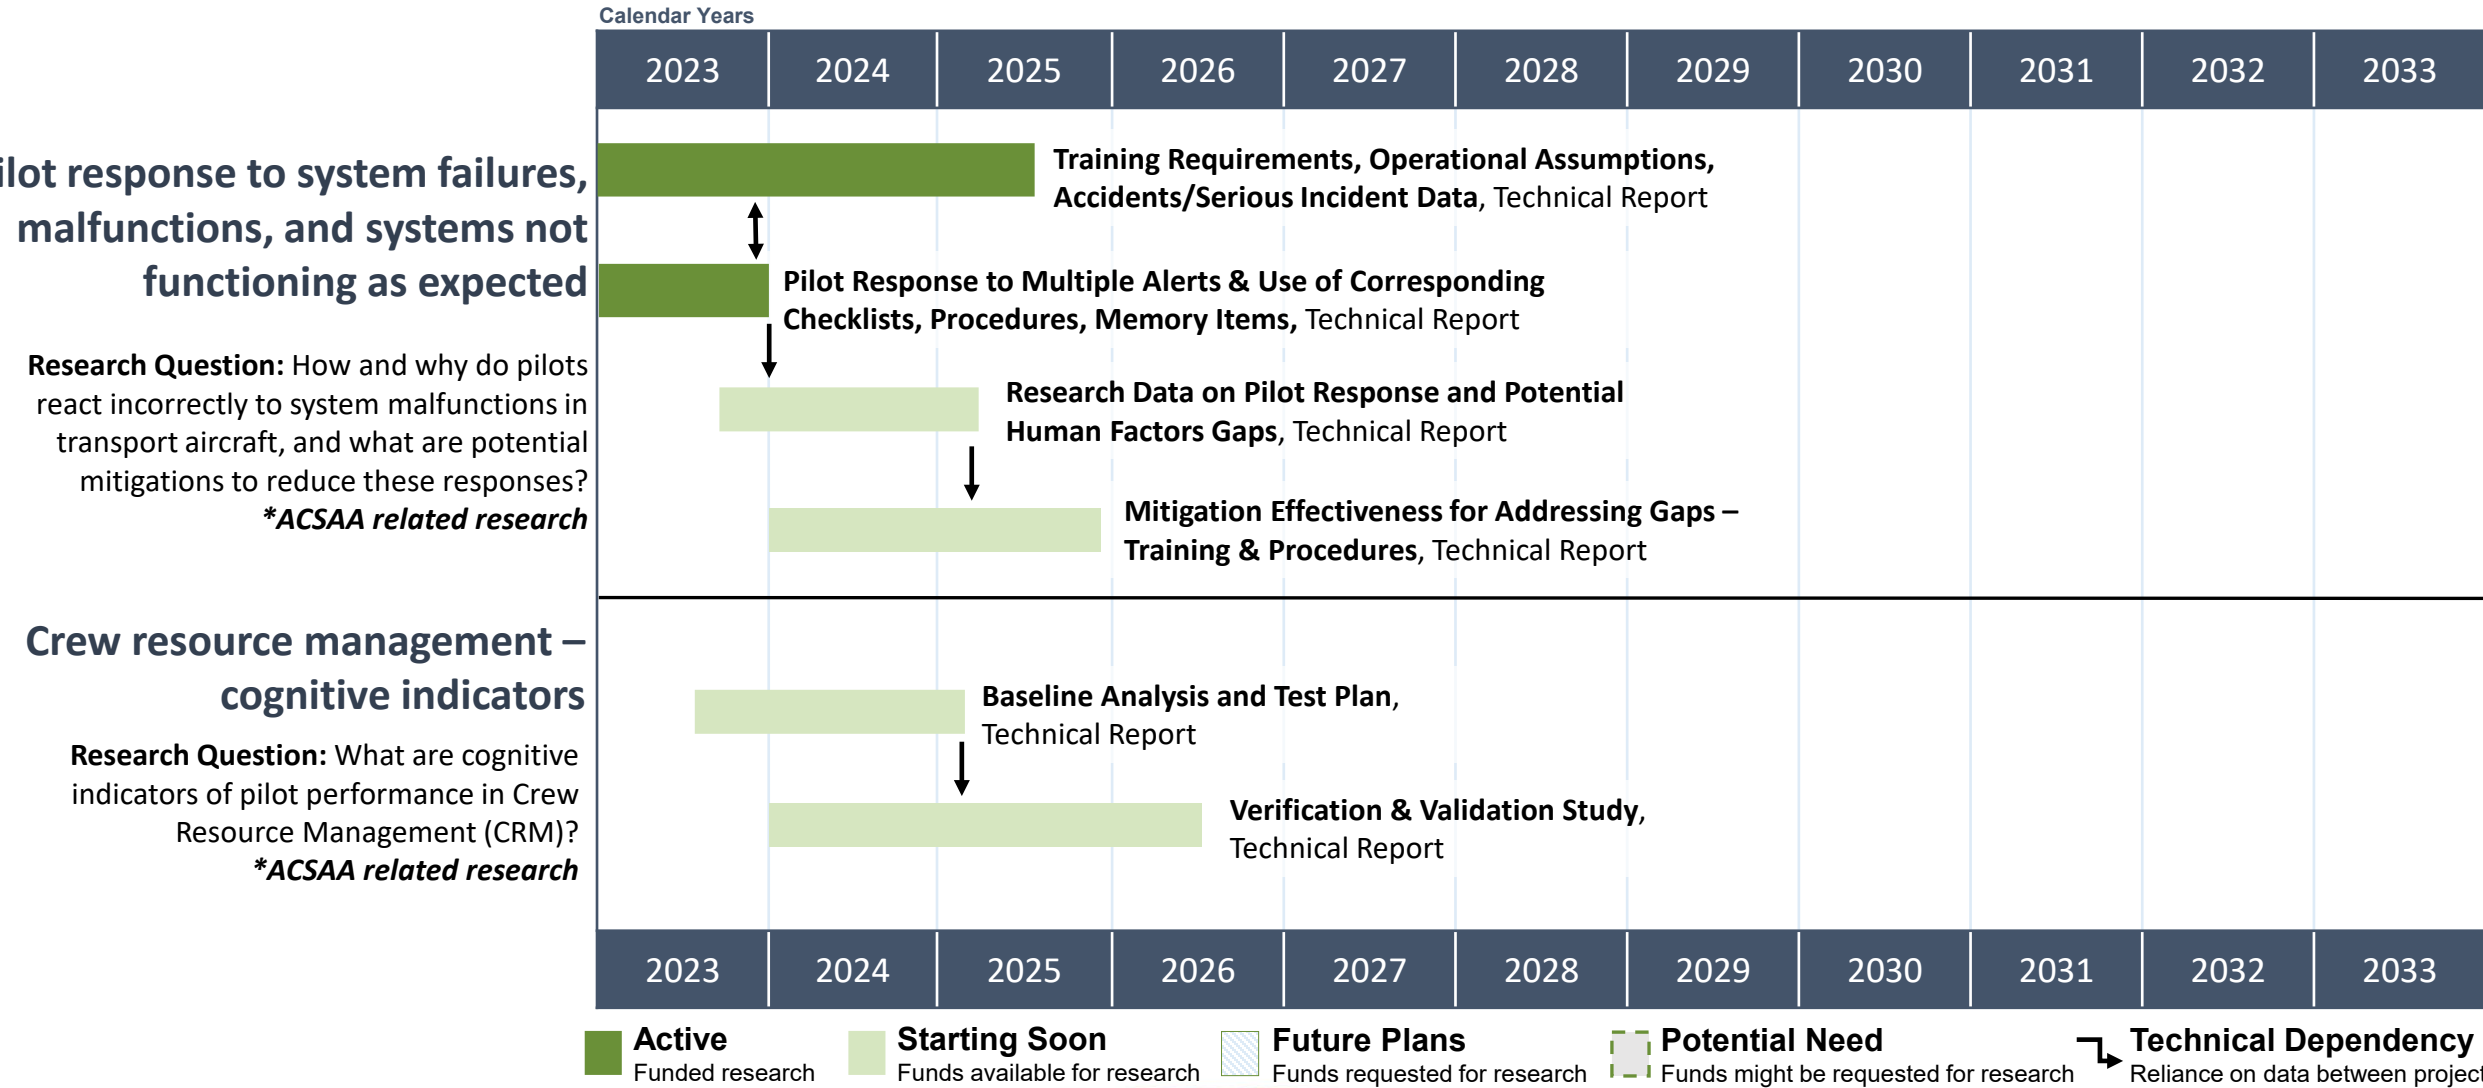 Calendar Years
2023 2024 2025 2026 2027 2028 2029 2030 2031 2032 2033
response to system failures,
malfunctions, and systems not
functioning as expected
Research Question: How and why do pilots
react incorrectly to system malfunctions in
transport aircraft, and what are potential
mitigations to reduce these responses?
*ACSAA related research
Training Requirements, Operational Assumptions,
Accidents/Serious Incident Data, Technical Report
Pilot Response to Multiple Alerts & Use of Corresponding
Checklists, Procedures, Memory Items, Technical Report
Research Data on Pilot Response and Potential
Human Factors Gaps, Technical Report
Mitigation Effectiveness for Addressing Gaps –
Training & Procedures, Technical Report
Crew resource management –
cognitive indicators
Research Question: What are cognitive
indicators of pilot performance in Crew
Resource Management (CRM)?
*ACSAA related research
Baseline Analysis and Test Plan,
Technical Report
Verification & Validation Study,
Technical Report
2023 2024 2025 2026 2027 2028 2029 2030 2031 2032 2033
Active
Funded research
Starting Soon
Funds available for research
Future Plans
Funds requested for research
Potential Need
Funds might be requested for research
Technical Dependency
Reliance on data between